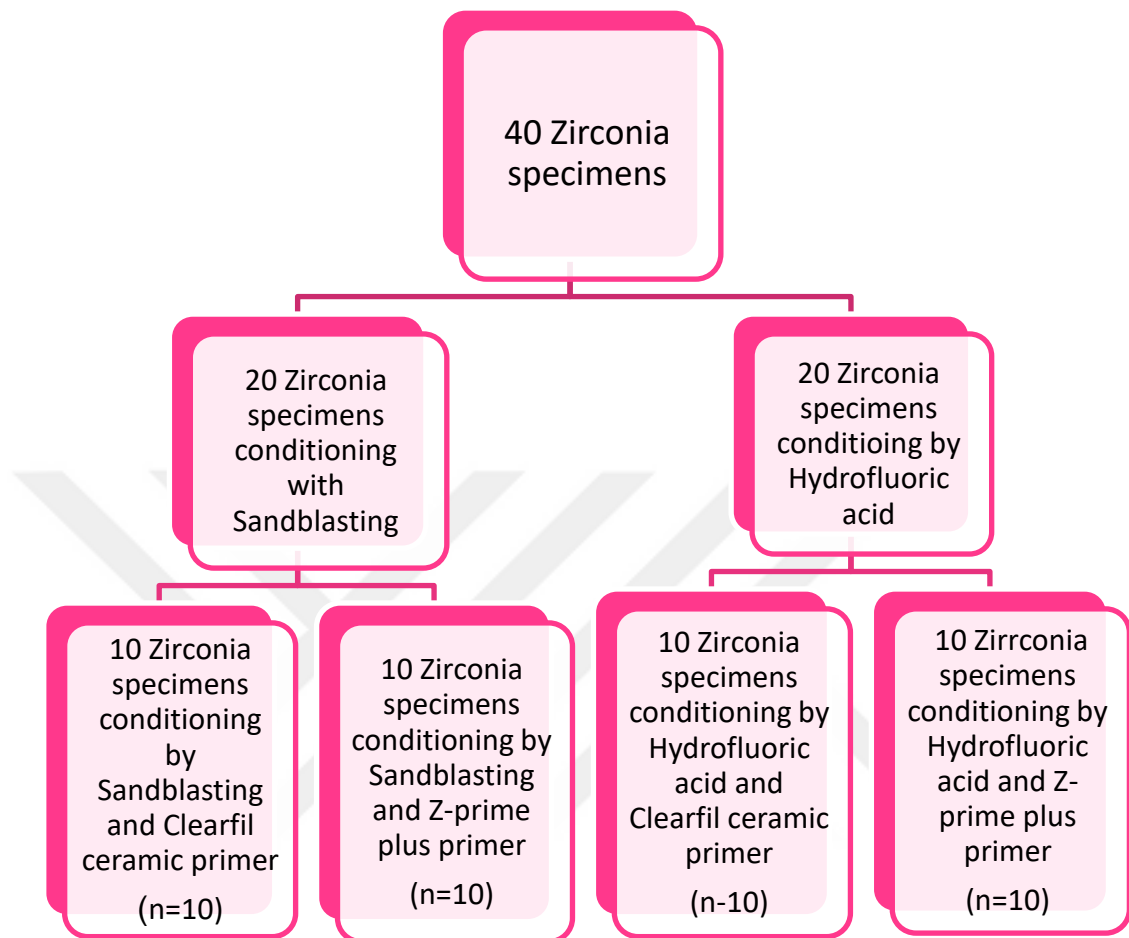 40 Zirconia
specimens
20 Zirconia
specimens
conditioning
with
Sandblasting
20 Zirconia
specimens
conditioing by
Hydrofluoric
acid
10 Zirconia
specimens
conditioning
by
Sandblasting
and Clearfil
ceramic primer
(n=10)
10 Zirconia
specimens
conditioning by
Sandblasting
and Z-prime
plus primer
(n=10)
10 Zirconia
specimens
conditioning by
Hydrofluoric
acid and
Clearfil ceramic
primer
(n-10)
10 Zirrconia
specimens
conditioning by
Hydrofluoric
acid and Z-
prime plus
primer
(n=10)